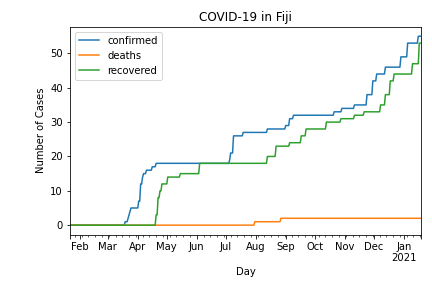 COVID-19 in Fiji
confirmed
deaths
recovered
Number of Cases
50
40
30
20
10
0
Feb Mar Apr May Jun Jul Aug Sep Oct Nov Dec Jan
2021
Day